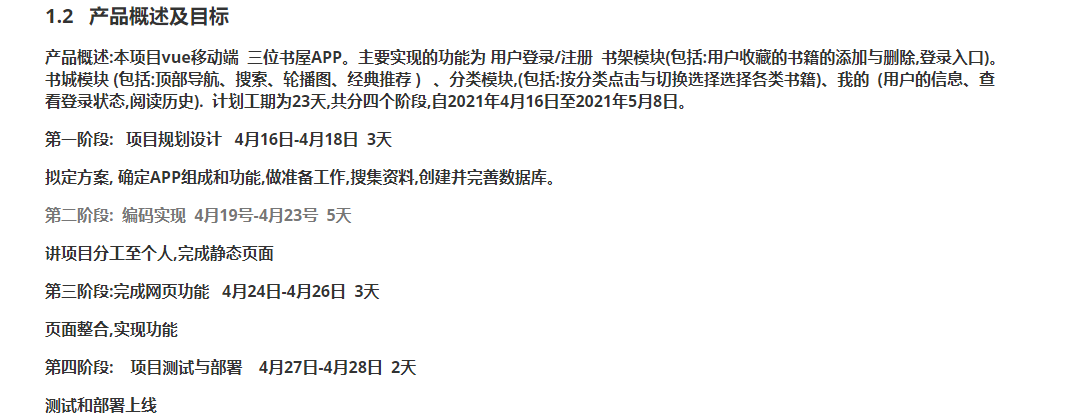 1.2 产品概述及目标
产品概述:本项目vue移动端 三位书屋APP。主要实现的功能为 用户登录/注册 书架模块(包括:用户收藏的书籍的添加与删除,登录入口)。
书城模块 (包括:顶部导航、搜索、轮播图、经典推荐 ) 、分类模块,(包括:按分类点击与切换选择选择各类书籍)、我的 (用户的信息、查
看登录状态,阅读历史). 计划工期为23天,共分四个阶段,自2021年4月16日至2021年5月8日。
第一阶段: 项目规划设计 4月16日-4月18日 3天
拟定方案, 确定APP组成和功能,做准备工作,搜集资料,创建并完善数据库。
第二阶段: 编码实现 4月19号-4月23号 5天
讲项目分工至个人,完成静态页面
第三阶段:完成网页功能 4月24日-4月26日 3天
页面整合,实现功能
第四阶段: 项目测试与部署 4月27日-4月28日 2天
测试和部署上线